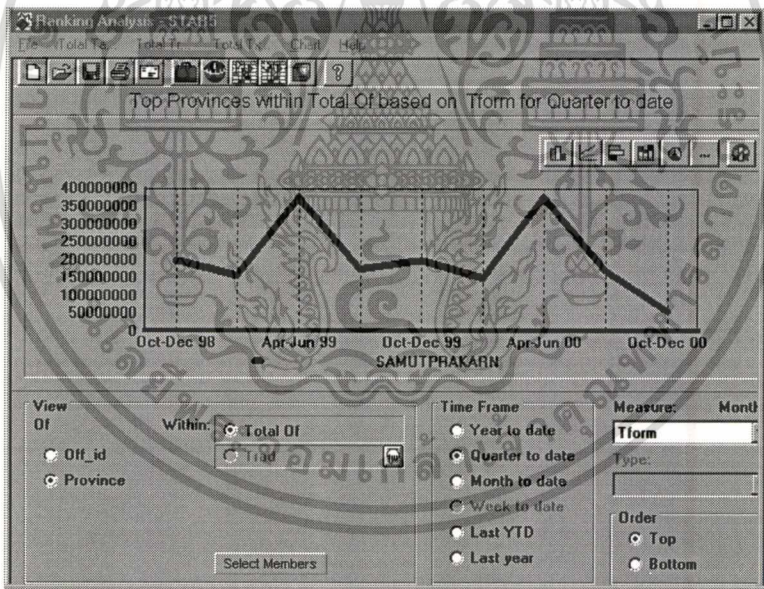 Ranking Analysis - STAR5
File Total Ta... Total Tr... Total Tx... Chart Help
Top Provinces within Total Of based on Tform for Quarter to date
400000000
350000000
300000000
250000000
200000000
150000000
100000000
50000000
0
Oct-Dec 98 Apr-Jun 99 Oct-Dec 99 Apr-Jun 00 Oct-Dec 00
SAMUTPRAKARN
View
Of
Off_id
Province
Within:
Total Of
Trad
Select Members
Time Frame
Year to date
Quarter to date
Month to date
Week to date
Last YTD
Last year
Measure: Month
Tform
Type:
Order
Top
Bottom